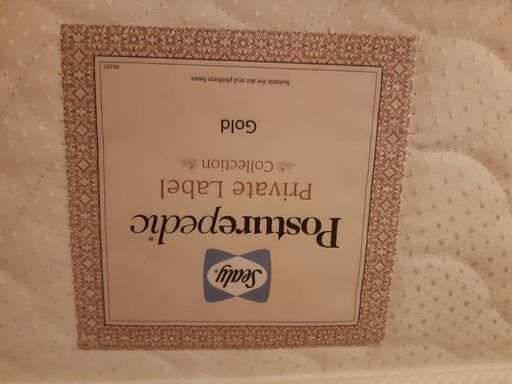 Sealy®
Posturepedic®
Private Label
Collection
Gold
Suitable for slat and platform bases